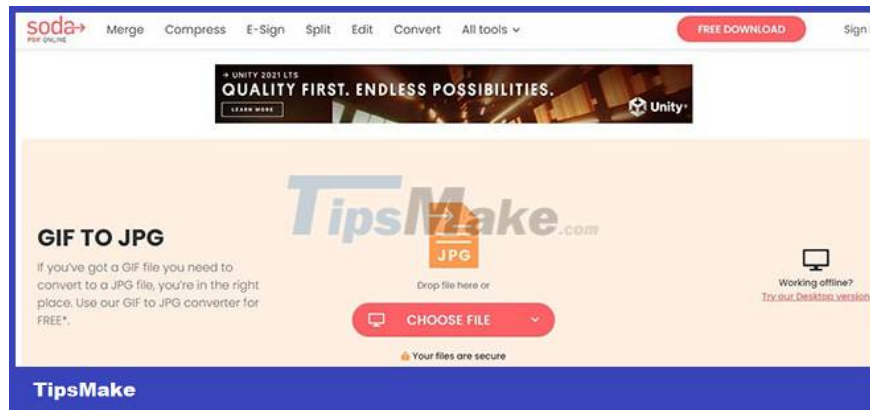 soda
PDF ONLINE
Merge Compress E-Sign Split Edit Convert All tools
FREE DOWNLOAD
Sign
UNITY 2021 LTS
QUALITY FIRST. ENDLESS POSSIBILITIES.
LEARN MORE
Unity
TipsMake.com
JPG
GIF TO JPG
If you've got a GIF file you need to
convert to a JPG file, you're in the right
place. Use our GIF to JPG converter for
FREE*.
Drop file here or
CHOOSE FILE
Your files are secure
Working offline?
Try our Desktop version
TipsMake